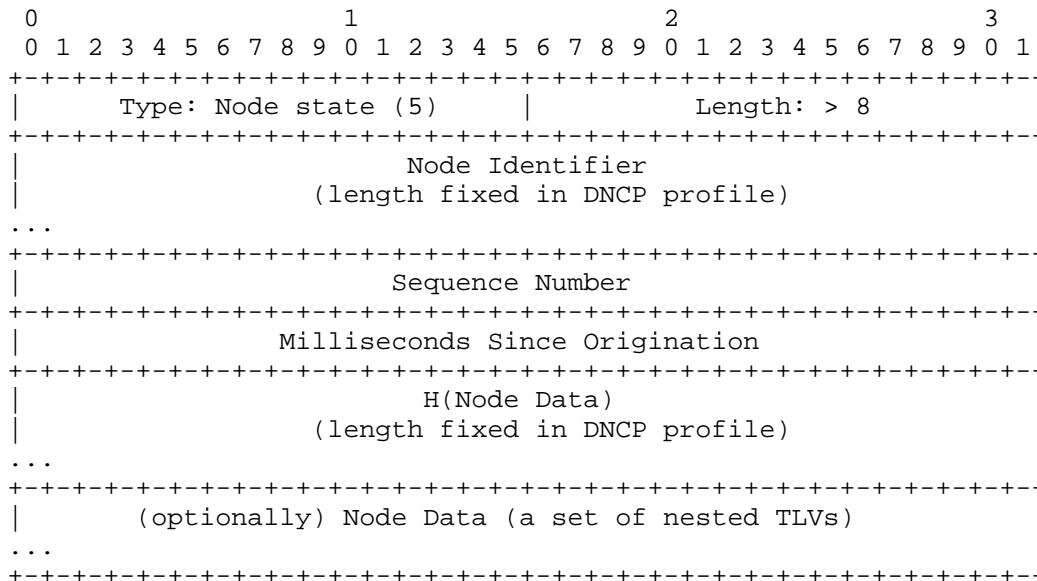 0                   1                   2                   3
 0 1 2 3 4 5 6 7 8 9 0 1 2 3 4 5 6 7 8 9 0 1 2 3 4 5 6 7 8 9 0 1
+-+-+-+-+-+-+-+-+-+-+-+-+-+-+-+-+-+-+-+-+-+-+-+-+-+-+-+-+-+-+-+-
|      Type: Node state (5)     |          Length: > 8
+-+-+-+-+-+-+-+-+-+-+-+-+-+-+-+-+-+-+-+-+-+-+-+-+-+-+-+-+-+-+-+-
|                        Node Identifier
|                  (length fixed in DNCP profile)
...
+-+-+-+-+-+-+-+-+-+-+-+-+-+-+-+-+-+-+-+-+-+-+-+-+-+-+-+-+-+-+-+-
|                       Sequence Number
+-+-+-+-+-+-+-+-+-+-+-+-+-+-+-+-+-+-+-+-+-+-+-+-+-+-+-+-+-+-+-+-
|                Milliseconds Since Origination
+-+-+-+-+-+-+-+-+-+-+-+-+-+-+-+-+-+-+-+-+-+-+-+-+-+-+-+-+-+-+-+-
|                         H(Node Data)
|                  (length fixed in DNCP profile)
...
+-+-+-+-+-+-+-+-+-+-+-+-+-+-+-+-+-+-+-+-+-+-+-+-+-+-+-+-+-+-+-+-
|       (optionally) Node Data (a set of nested TLVs)
...
+-+-+-+-+-+-+-+-+-+-+-+-+-+-+-+-+-+-+-+-+-+-+-+-+-+-+-+-+-+-+-+-